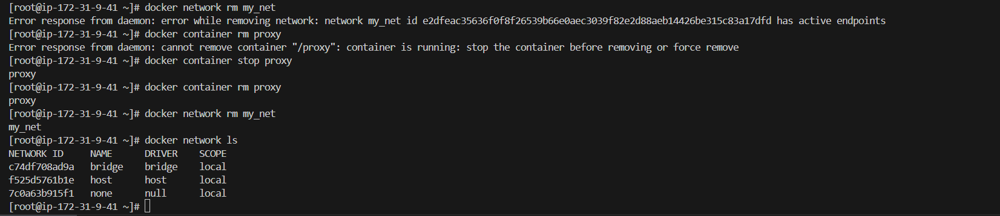 [root@ip-172-31-9-41 ~]# docker network rm my_net
Error response from daemon: error while removing network: network my_net id e2dfeac35636f0f8f26539b66e0aec3039f82e2d88aeb14426be315c83a17dfd has active endpoints
[root@ip-172-31-9-41 ~]# docker container rm proxy
Error response from daemon: cannot remove container "/proxy": container is running: stop the container before removing or force remove
[root@ip-172-31-9-41 ~]# docker container stop proxy
proxy
[root@ip-172-31-9-41 ~]# docker container rm proxy
proxy
[root@ip-172-31-9-41 ~]# docker network rm my_net
my_net
[root@ip-172-31-9-41 ~]# docker network ls
NETWORK ID     NAME      DRIVER    SCOPE
c74df708ad9a   bridge    bridge    local
f525d5761b1e   host      host      local
7c0a63b915f1   none      null      local
[root@ip-172-31-9-41 ~]#